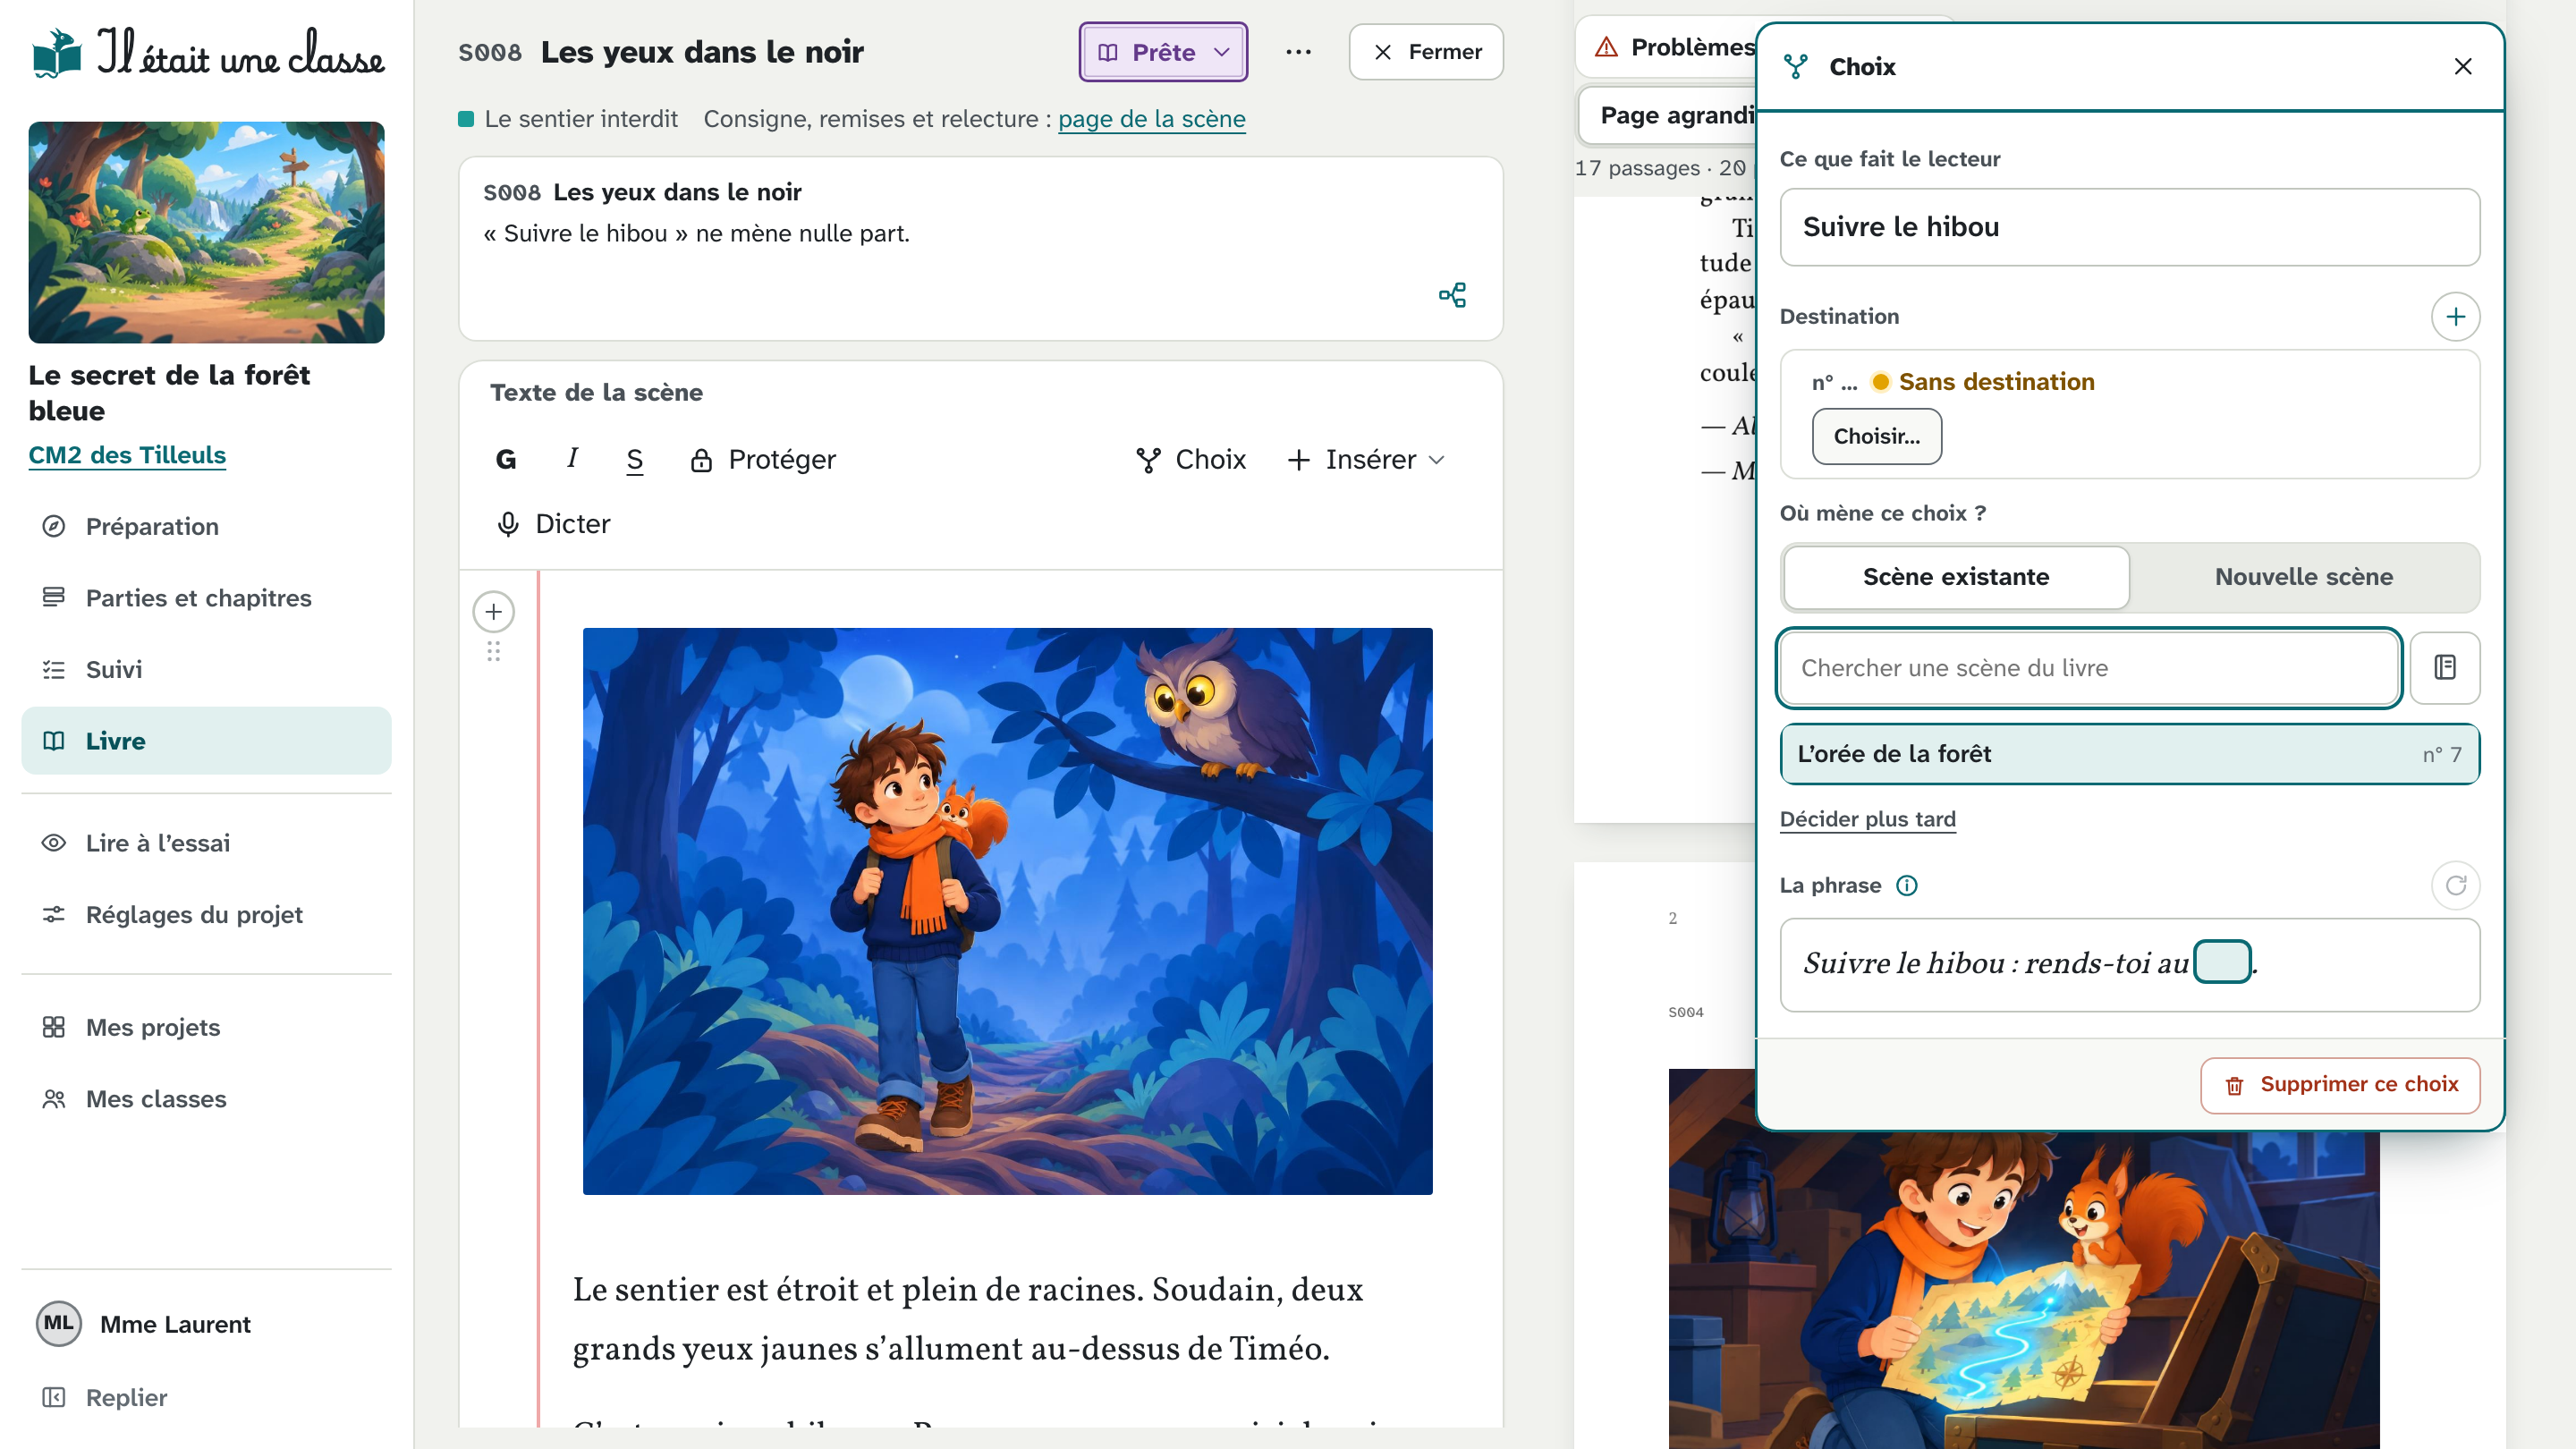 Il était une classe
Le secret de la forêt
bleue
CM2 des Tilleuls
Préparation
Parties et chapitres
Suivi
Livre
Lire à l'essai
Réglages du projet
Mes projets
Mes classes
ML Mme Laurent
Replier
S008 Les yeux dans le noir
Prête
Fermer
Le sentier interdit Consigne, remises et relecture : page de la scène
S008 Les yeux dans le noir
« Suivre le hibou » ne mène nulle part.
Texte de la scène
G I S Protéger Choix Insérer
Dicter
Le sentier est étroit et plein de racines. Soudain, deux
grands yeux jaunes s'allument au-dessus de Timéo.
Problèmes
Page agrandi
17 passages · 20
Ti
tude
épau
«
coule
— Al
— M
2
S004
Choix
Ce que fait le lecteur
Suivre le hibou
Destination
n° ... Sans destination
Choisir...
Où mène ce choix ?
Scène existante Nouvelle scène
Chercher une scène du livre
L'orée de la forêt n° 7
Décider plus tard
La phrase
Suivre le hibou : rends-toi au .
Supprimer ce choix